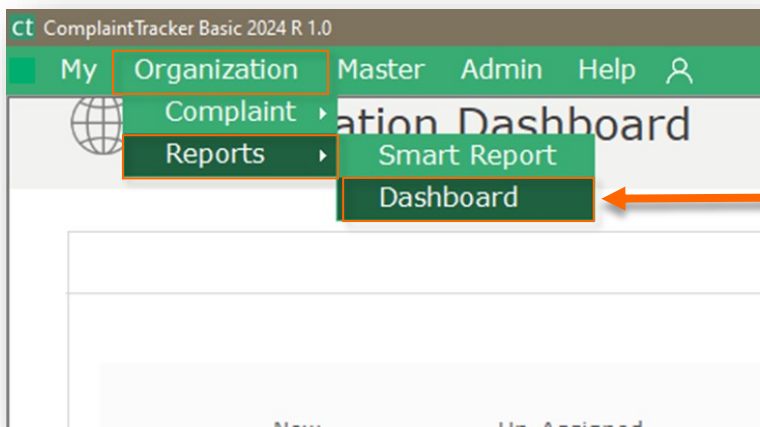 ct ComplaintTracker Basic 2024 R 1.0
My Organization Master Admin Help
Complaint
ation Dashboard
Reports
Smart Report
Dashboard
New Un Assigned